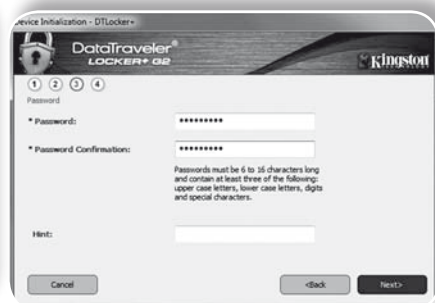 Device Initialization - DTLocker+
DataTraveler®
LOCKER+ G2
Kingston
TECHNOLOGY
1 2 3 4
Password
* Password:
•••••••••
* Password Confirmation:
•••••••••
Passwords must be 6 to 16 characters long
and contain at least three of the following:
upper case letters, lower case letters, digits
and special characters.
Hint:
Cancel
<Back
Next>